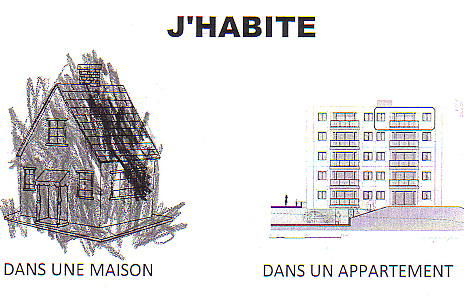 J'HABITE
DANS UNE MAISON
DANS UN APPARTEMENT